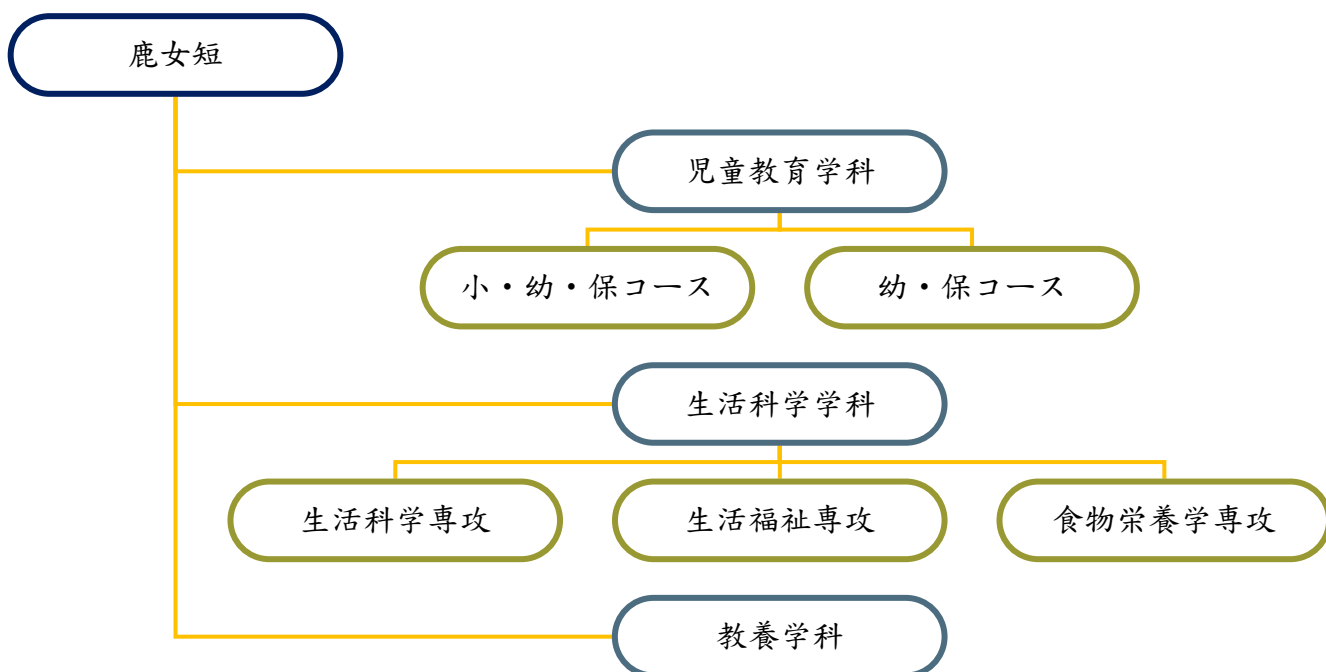 鹿女短
児童教育学科
小・幼・保コース
幼・保コース
生活科学学科
生活科学専攻
生活福祉専攻
食物栄養学専攻
教養学科